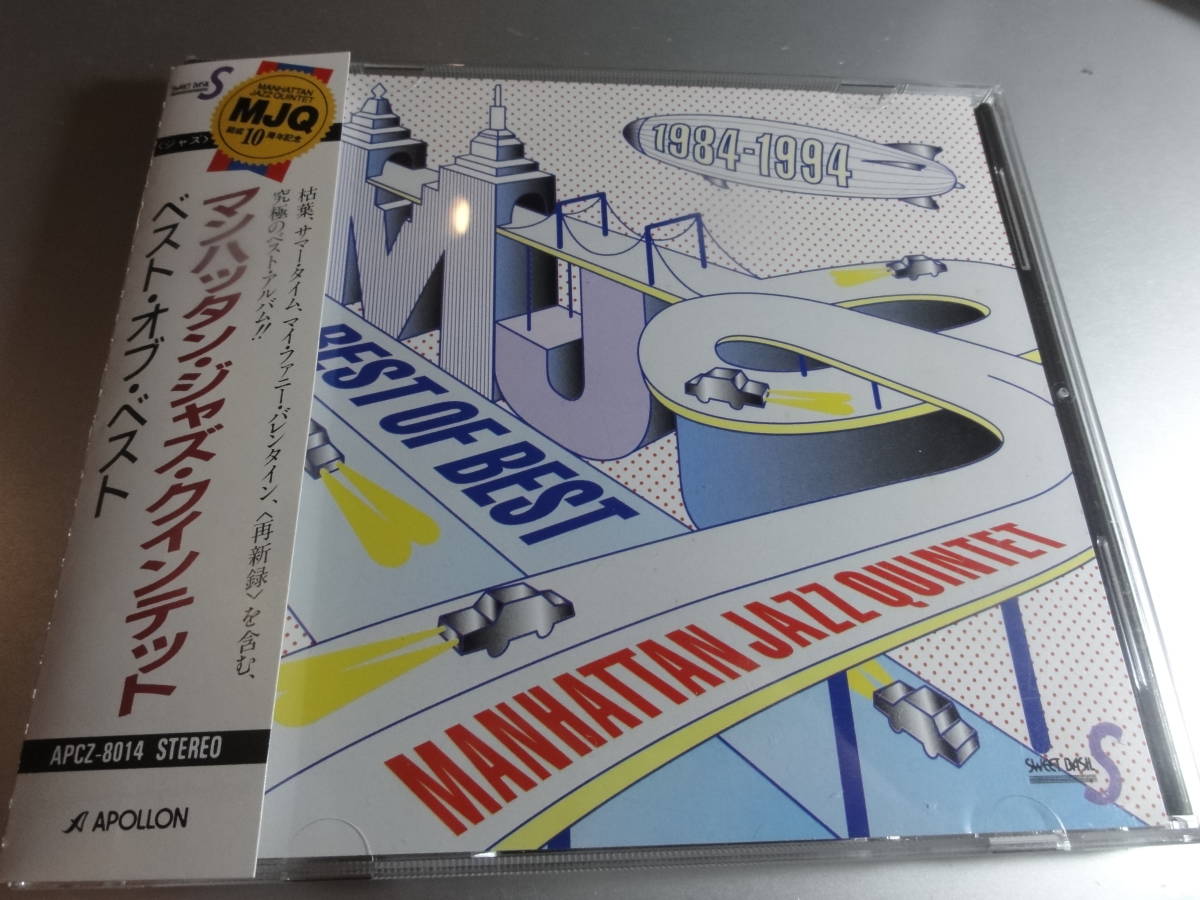 SWEET BASIL S
MANHATTAN
JAZZ QUINTET
MJQ
結成10周年記念
〈ジャズ〉
マンハッタン・ジャズ・クインテット
ベスト・オブ・ベスト
枯葉、サマータイム、マイ・ファニー・バレンタイン、〈再新録〉を含む、
究極のベスト・アルバム!!
APCZ-8014 STEREO
APOLLON
1984-1994
MJQ
BEST OF BEST
MANHATTAN JAZZ QUINTET
SWEET BASIL S